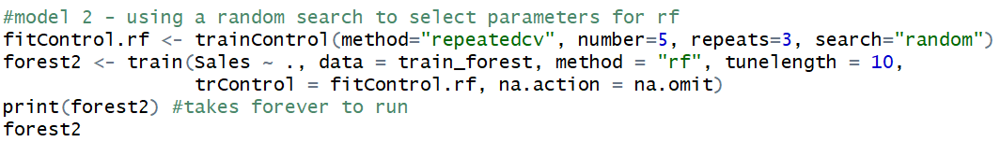 #model 2 - using a random search to select parameters for rf
fitControl.rf <- trainControl(method="repeatedcv", number=5, repeats=3, search="random")
forest2 <- train(Sales ~ ., data = train_forest, method = "rf", tunelength = 10,
trControl = fitControl.rf, na.action = na.omit)
print(forest2) #takes forever to run
forest2